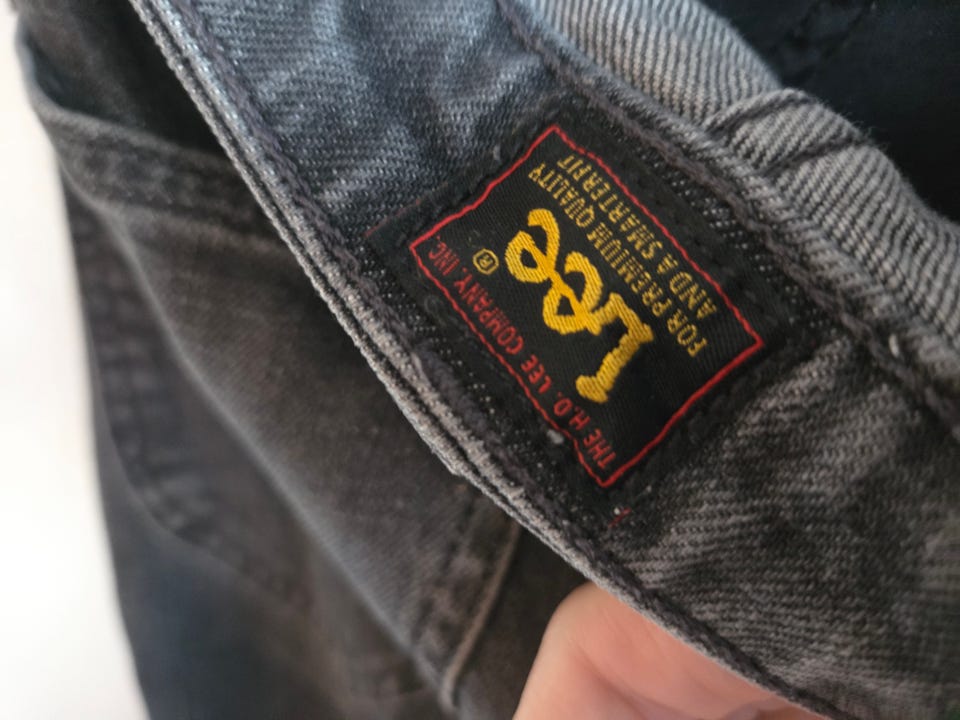 THE H.D. LEE COMPANY, INC.
Lee ®
FOR PREMIUM QUALITY
AND A SMARTER FIT